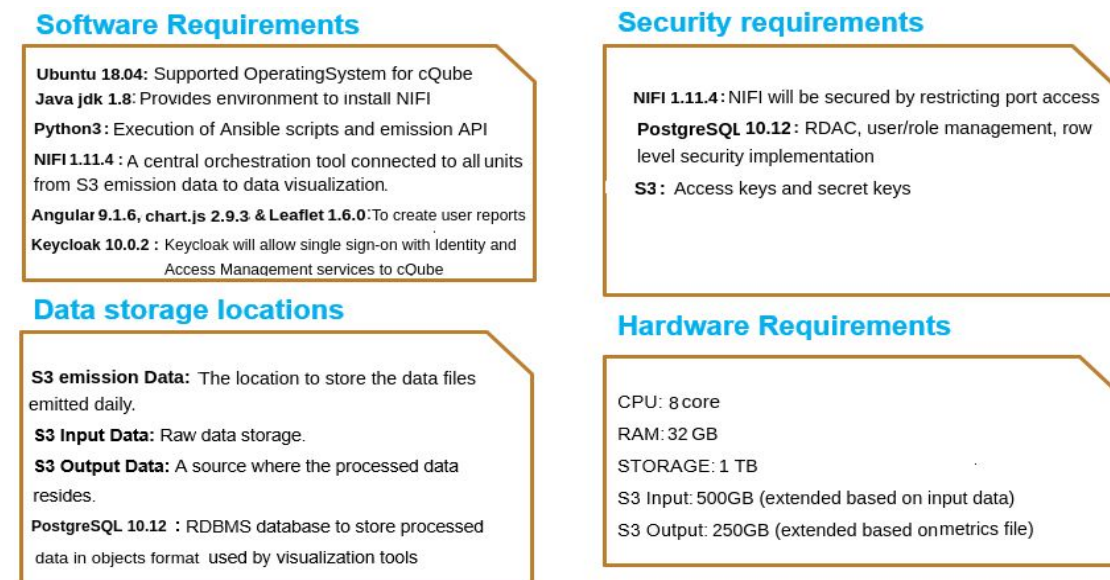 Software Requirements
Ubuntu 18.04: Supported OperatingSystem for cQube
Java jdk 1.8: Provides environment to install NIFI
Python3 : Execution of Ansible scripts and emission API
NIFI 1.11.4 : A central orchestration tool connected to all units
from S3 emission data to data visualization.
Angular 9.1.6, chart.js 2.9.3 & Leaflet 1.6.0:To create user reports
Keycloak 10.0.2 : Keycloak will allow single sign-on with Identity and
Access Management services to cQube
Data storage locations
S3 emission Data: The location to store the data files
emitted daily.
S3 Input Data: Raw data storage.
S3 Output Data: A source where the processed data
resides.
PostgreSQL 10.12 : RDBMS database to store processed
data in objects format used by visualization tools
Security requirements
NIFI 1.11.4 : NIFI will be secured by restricting port access
PostgreSQL 10.12 : RDAC, user/role management, row
level security implementation
S3 : Access keys and secret keys
Hardware Requirements
CPU: 8 core
RAM: 32 GB
STORAGE: 1 TB
S3 Input: 500GB (extended based on input data)
S3 Output: 250GB (extended based on metrics file)